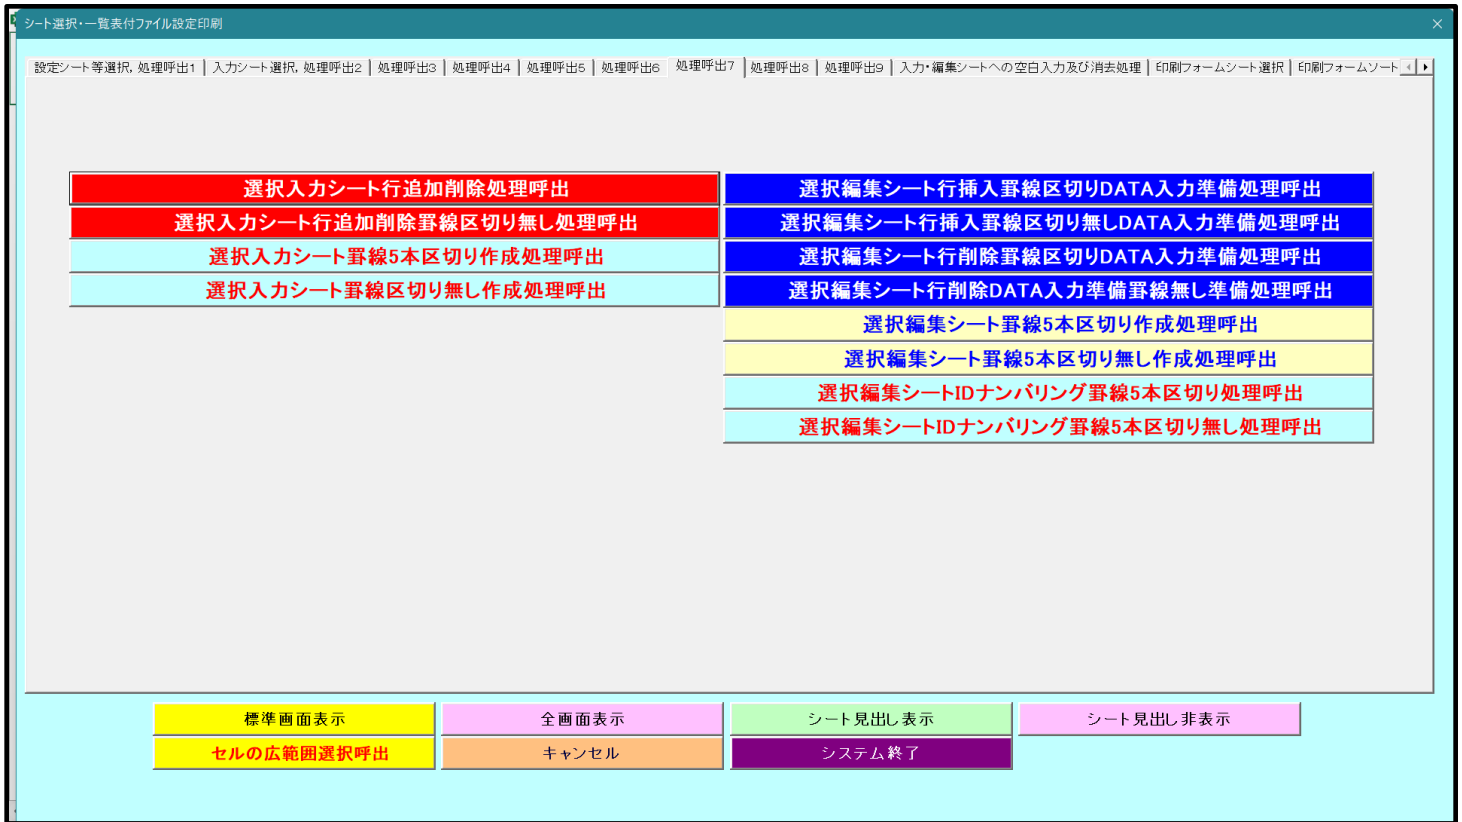 シート選択・一覧表付ファイル設定印刷
設定シート等選択, 処理呼出1 入力シート選択, 処理呼出2 処理呼出3 処理呼出4 処理呼出5 処理呼出6 処理呼出7 処理呼出8 処理呼出9 入力・編集シートへの空白入力及び消去処理 印刷フォームシート選択 印刷フォームソート
選択入力シート行追加削除処理呼出
選択入力シート行追加削除罫線区切り無し処理呼出
選択入力シート罫線5本区切り作成処理呼出
選択入力シート罫線区切り無し作成処理呼出
選択編集シート行挿入罫線区切りDATA入力準備処理呼出
選択編集シート行挿入罫線区切り無しDATA入力準備処理呼出
選択編集シート行削除罫線区切りDATA入力準備処理呼出
選択編集シート行削除DATA入力準備罫線無し準備処理呼出
選択編集シート罫線5本区切り作成処理呼出
選択編集シート罫線5本区切り無し作成処理呼出
選択編集シートIDナンバリング罫線5本区切り処理呼出
選択編集シートIDナンバリング罫線5本区切り無し処理呼出
標準画面表示 全画面表示 シート見出し表示 シート見出し非表示
セルの広範囲選択呼出 キャンセル システム終了